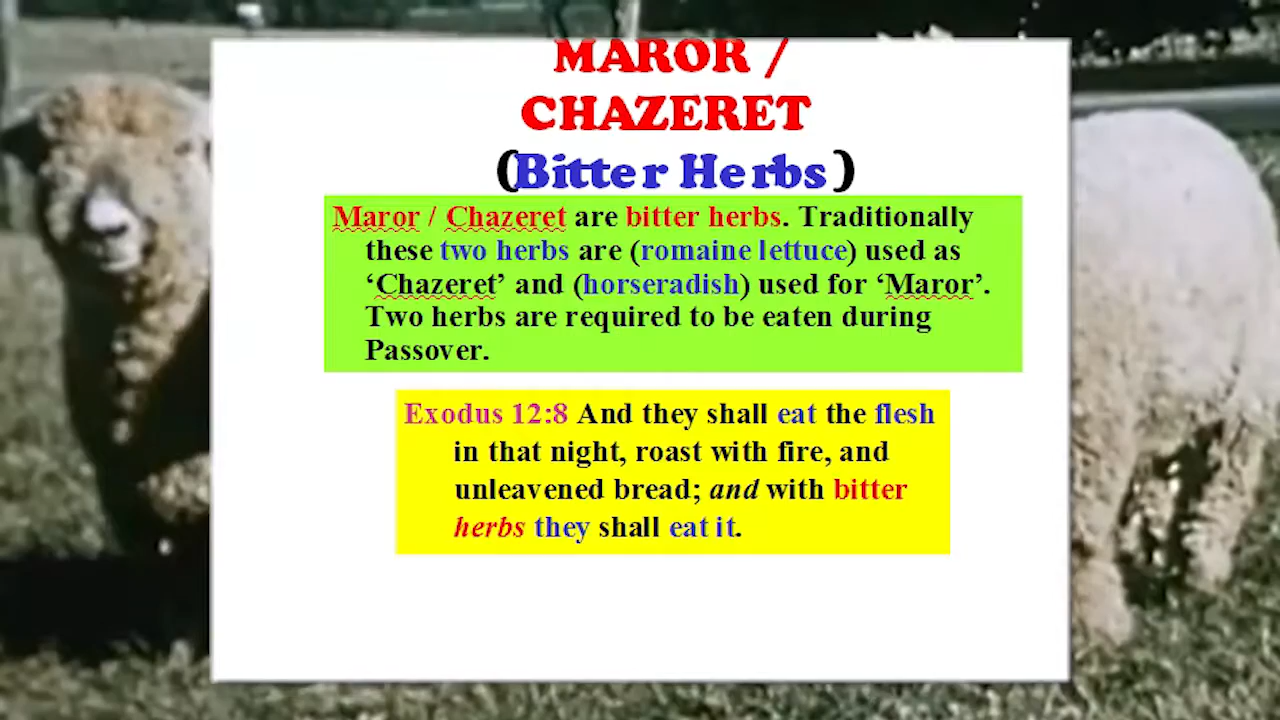 MAROR /
CHAZERET
(Bitter Herbs)
Maror / Chazeret are bitter herbs. Traditionally
these two herbs are (romaine lettuce) used as
‘Chazeret’ and (horseradish) used for ‘Maror’.
Two herbs are required to be eaten during
Passover.
Exodus 12:8 And they shall eat the flesh
in that night, roast with fire, and
unleavened bread; and with bitter
herbs they shall eat it.